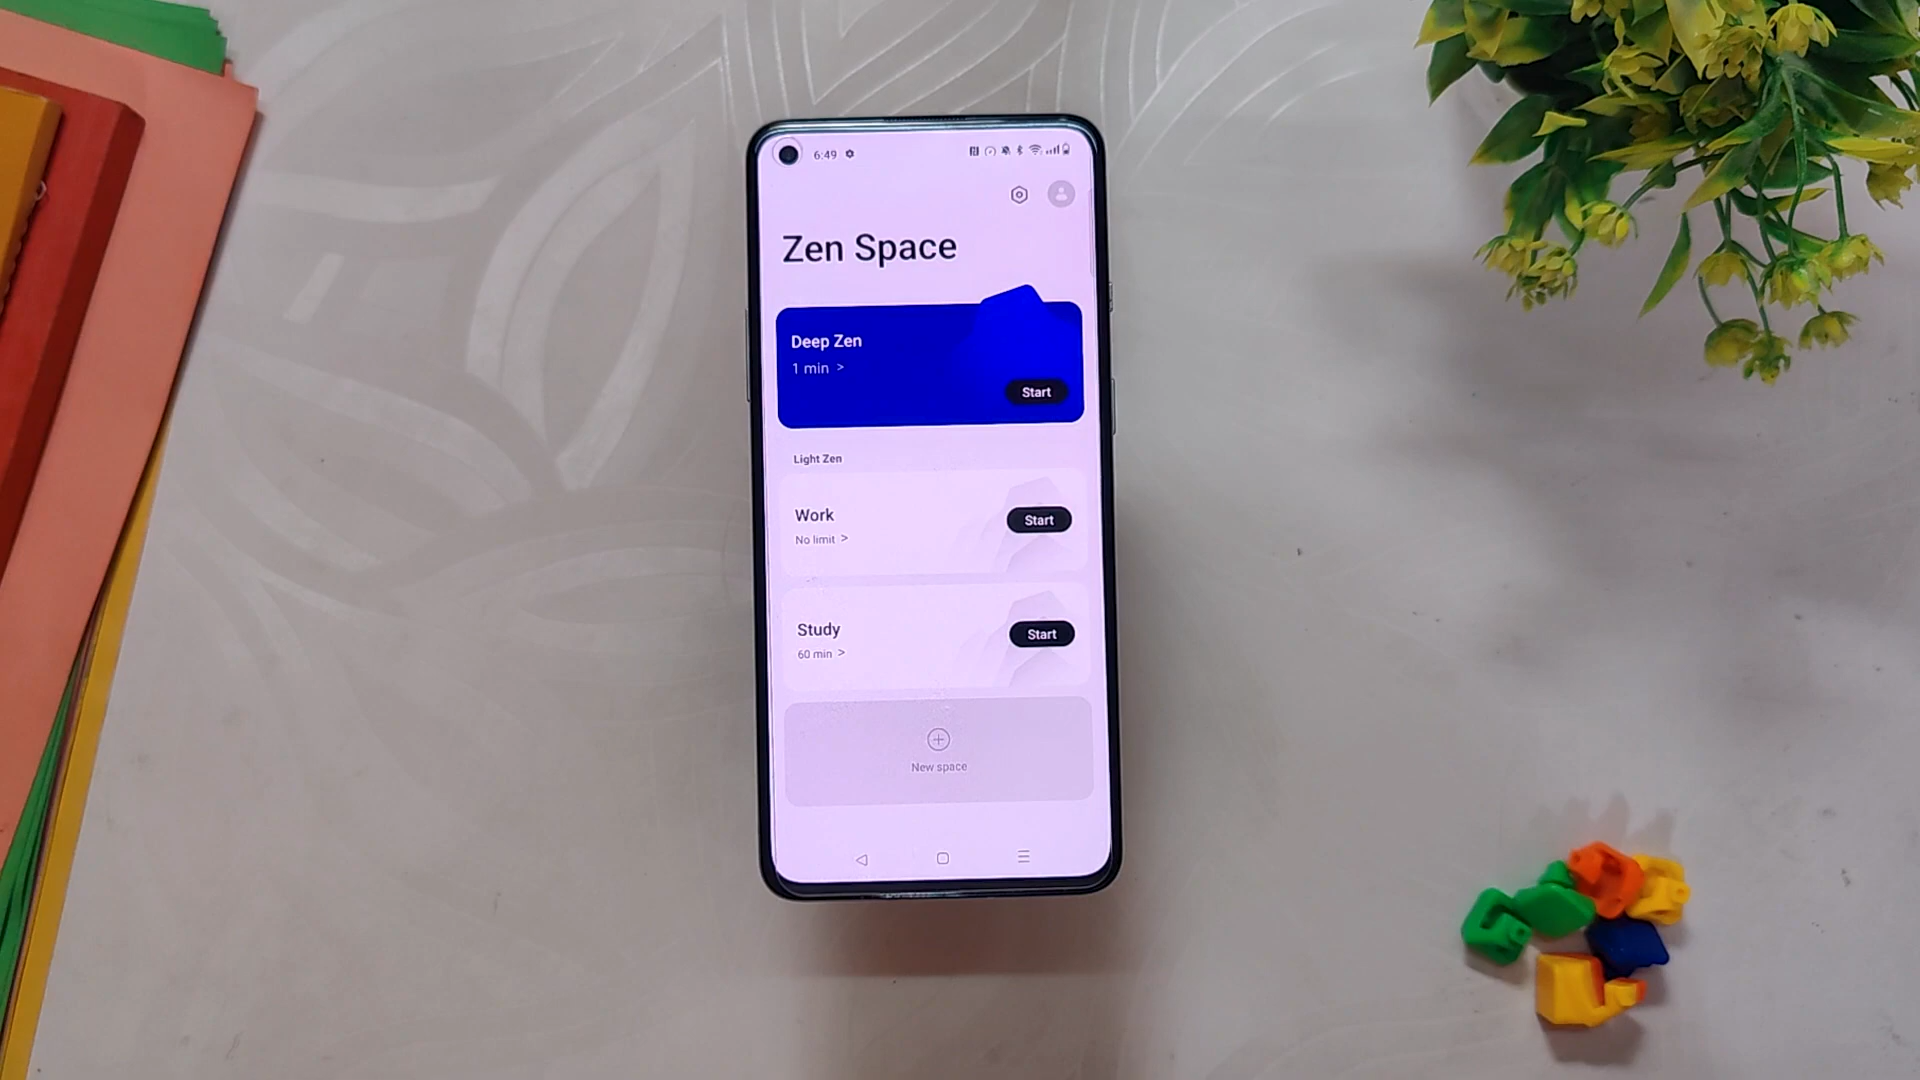 6:49
Zen Space
Deep Zen
1 min >
Start
Light Zen
Work
No limit >
Start
Study
60 min >
Start
New space